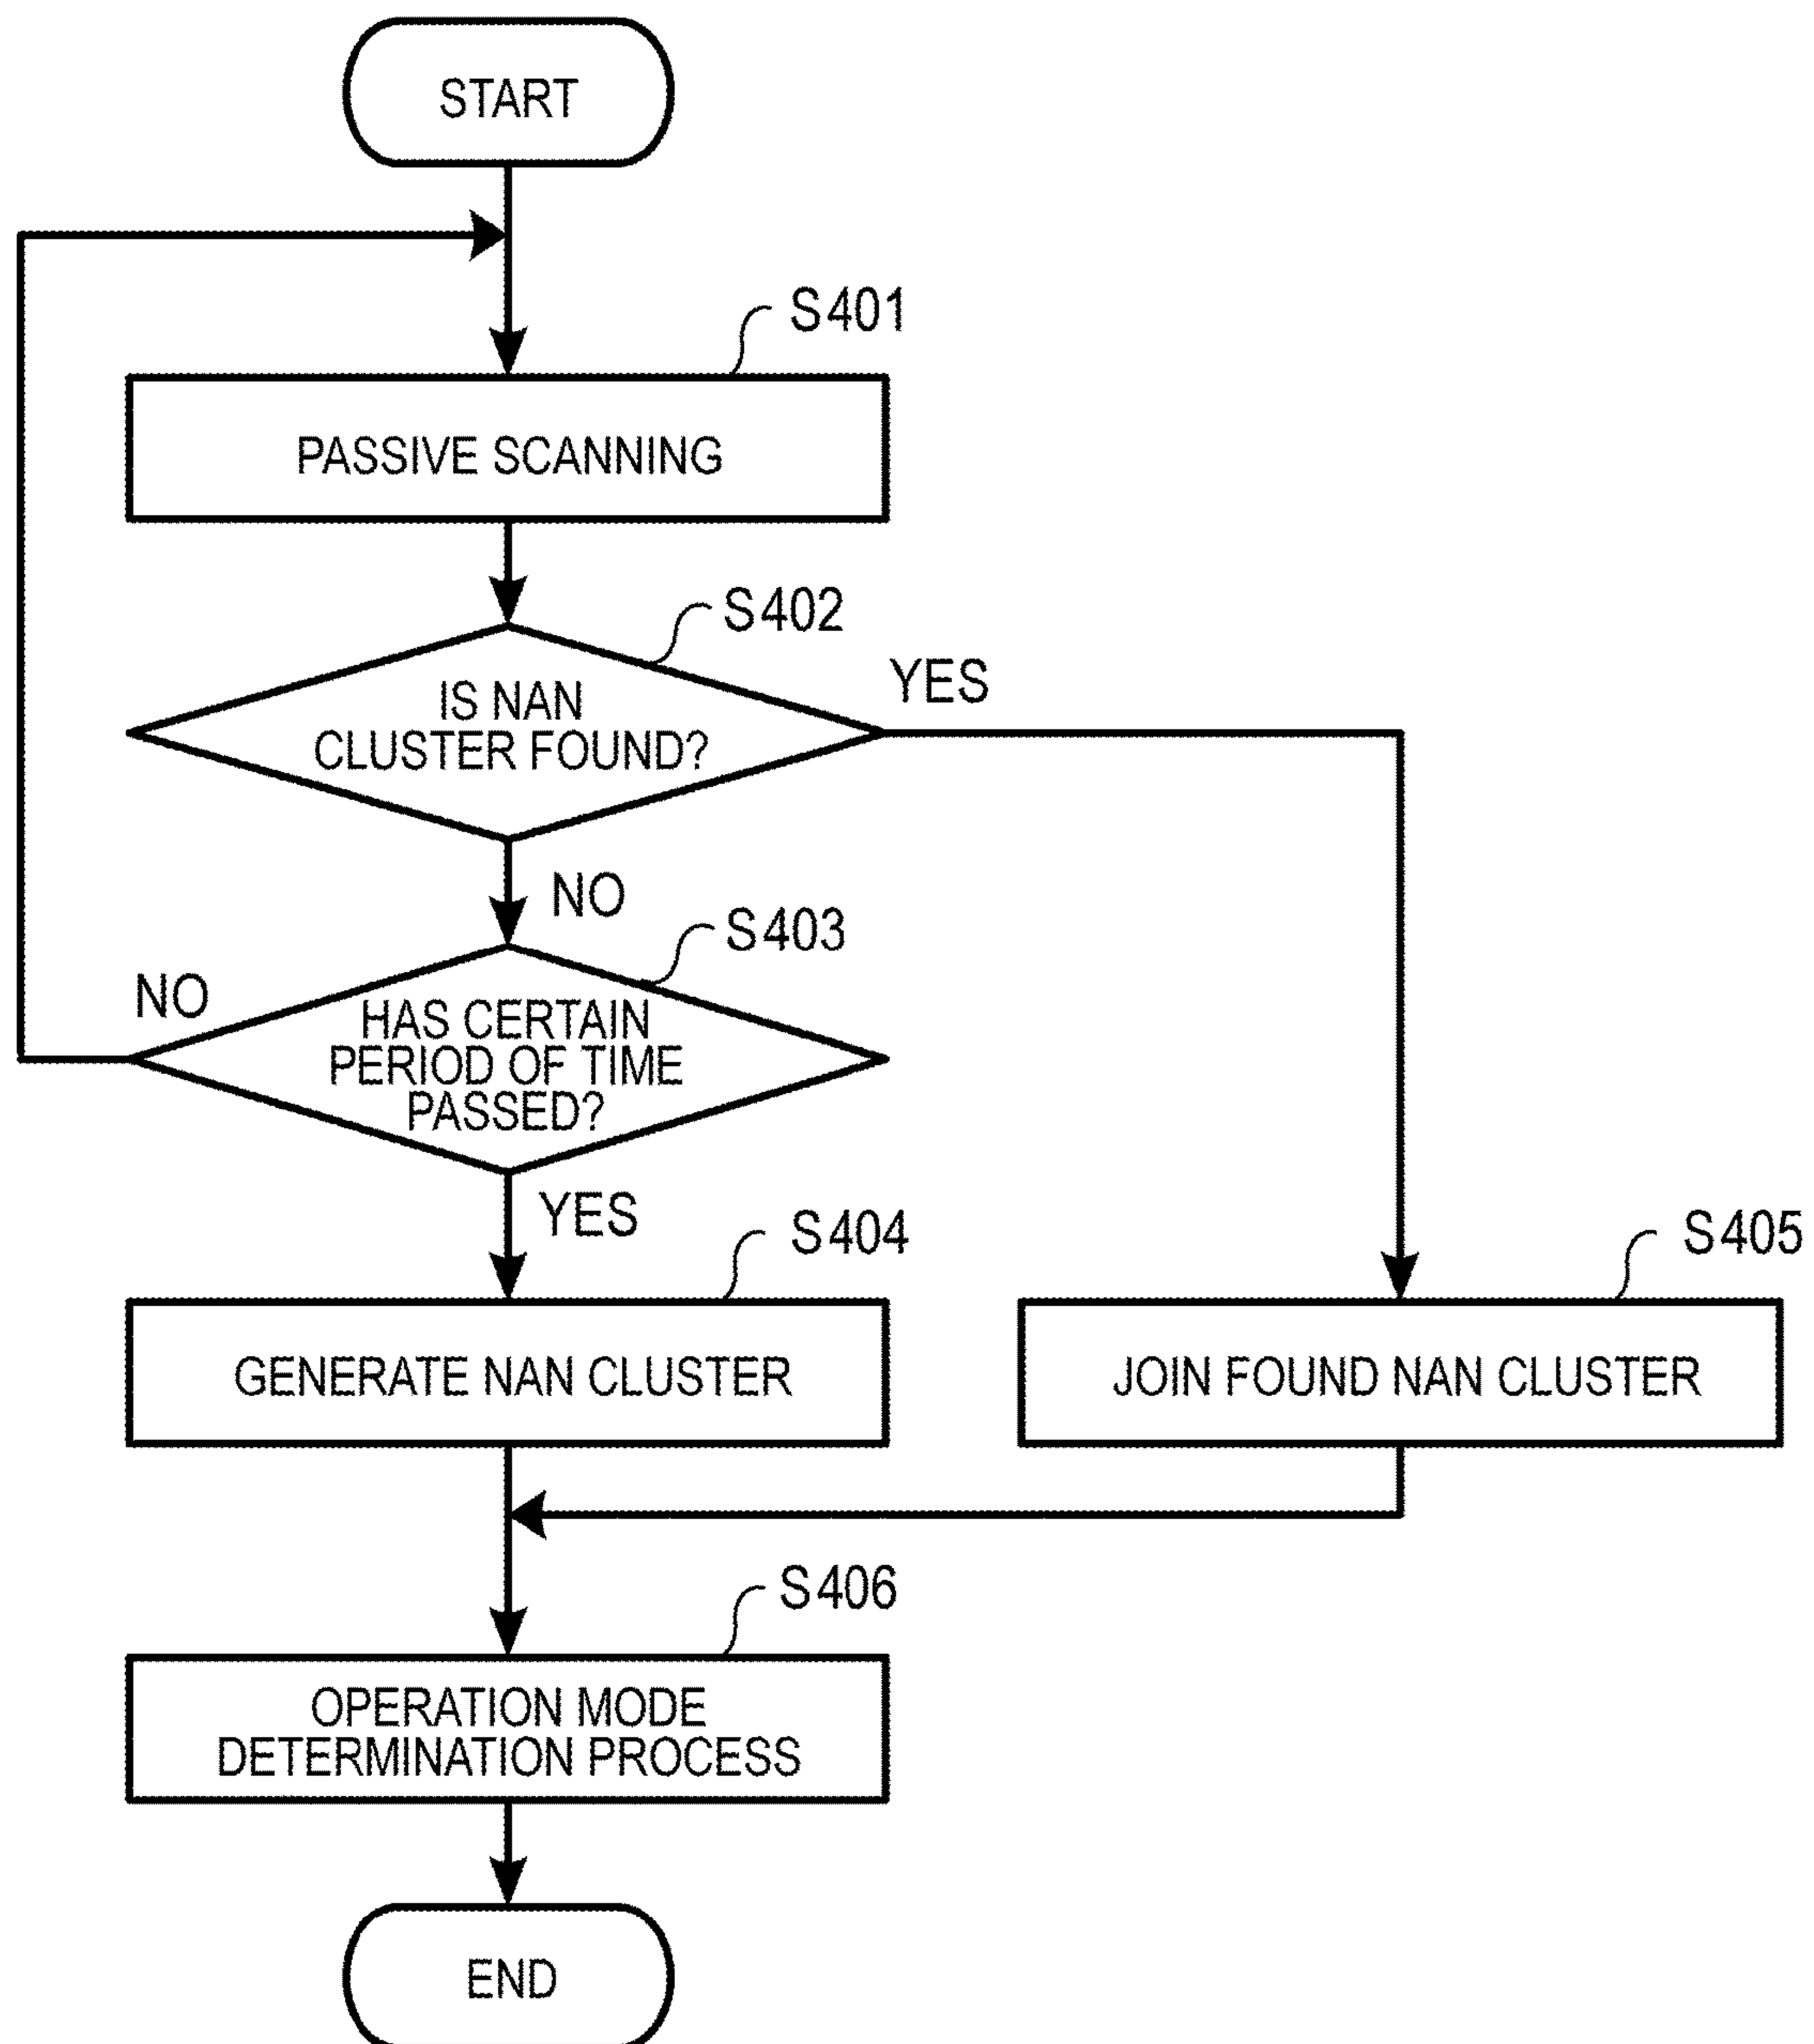 START
S401
PASSIVE SCANNING
S402
IS NAN
CLUSTER FOUND?
YES
NO
S403
NO
HAS CERTAIN
PERIOD OF TIME
PASSED?
YES
S404
S405
GENERATE NAN CLUSTER
JOIN FOUND NAN CLUSTER
S406
OPERATION MODE
DETERMINATION PROCESS
END